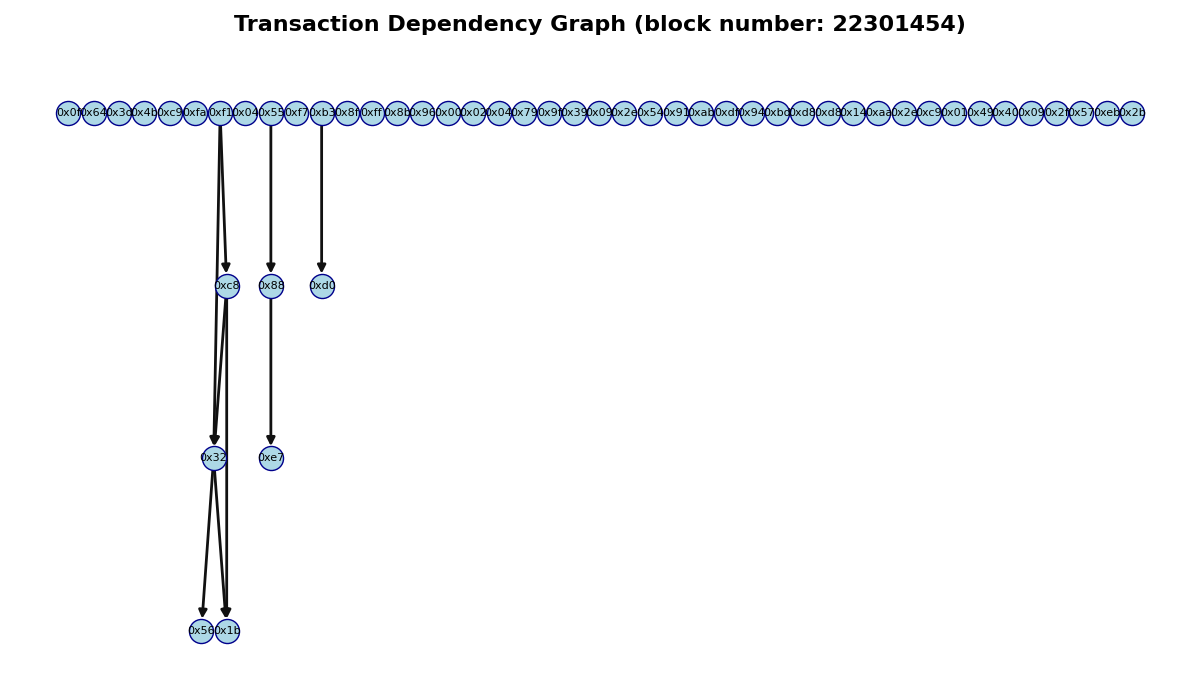 Transaction Dependency Graph (block number: 22301454)
0x0f 0x64 0x3c 0x4b 0xc9 0xfa 0xf1 0x04 0x55 0xf7 0xb3 0x8f 0xff 0x8b 0x96 0x00 0x02 0x04 0x79 0x9f 0x39 0x09 0x2e 0x54 0x91 0xab 0xdf 0x94 0xbc 0xd8 0xd8 0x14 0xaa 0x2e 0xc9 0x01 0x49 0x40 0x09 0x2f 0x57 0xeb 0x2b
0xc8 0x88 0xd0
0x32 0xe7
0x56 0x1b